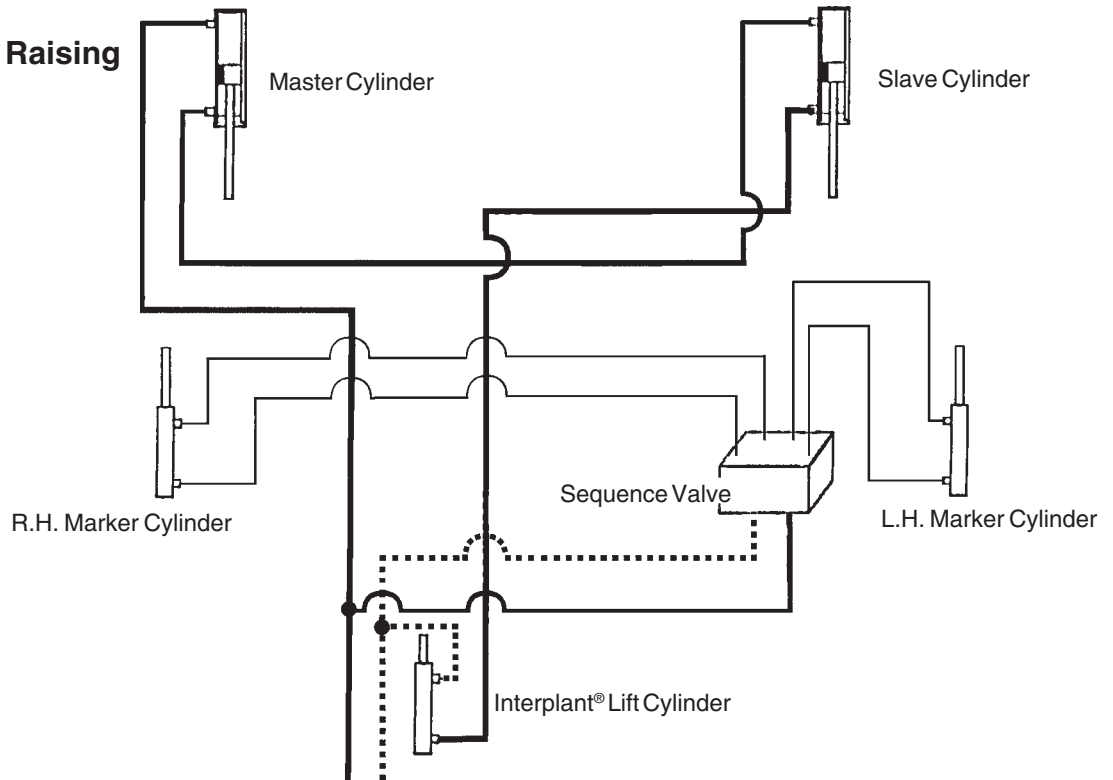 Raising
Master Cylinder
Slave Cylinder
R.H. Marker Cylinder
Sequence Valve
L.H. Marker Cylinder
Interplant® Lift Cylinder